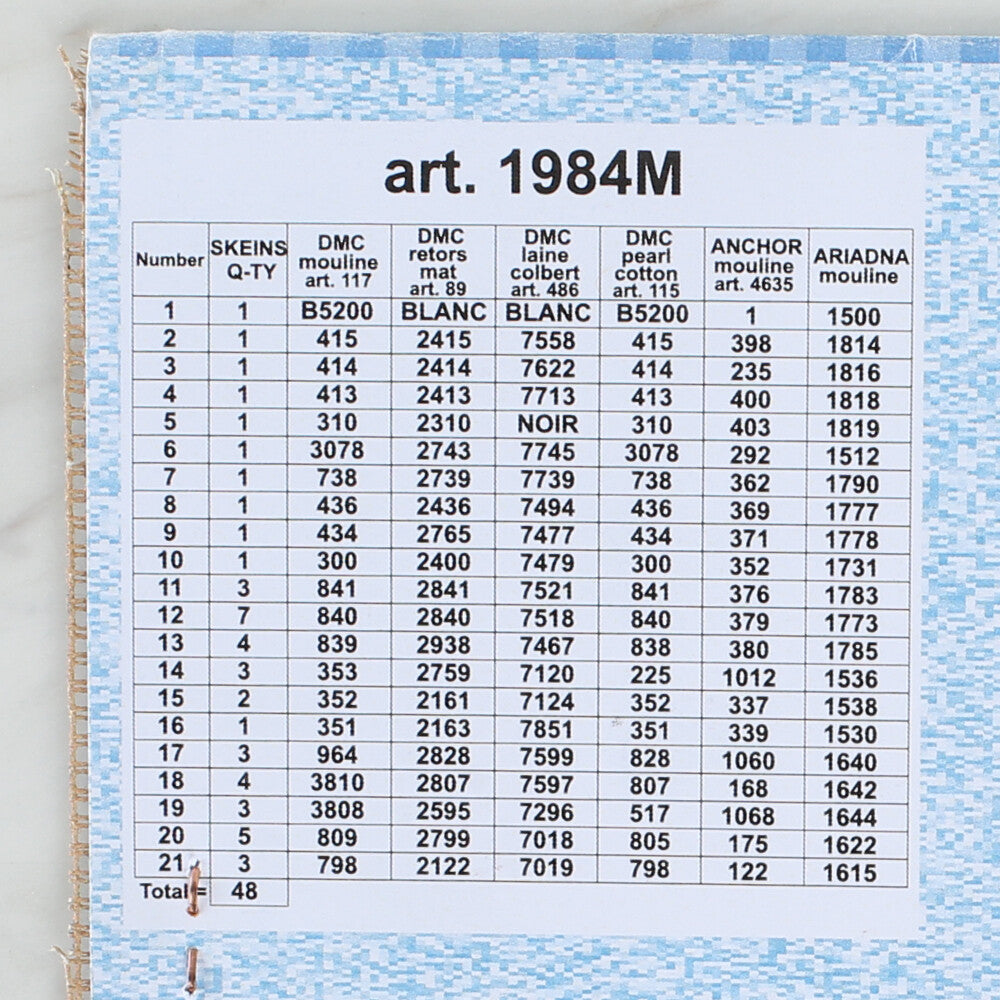 art. 1984M
Number SKEINS Q-TY DMC mouline art. 117 DMC retors mat art. 89 DMC laine colbert art. 486 DMC pearl cotton art. 115 ANCHOR mouline art. 4635 ARIADNA mouline
1 1 B5200 BLANC BLANC B5200 1 1500
2 1 415 2415 7558 415 398 1814
3 1 414 2414 7622 414 235 1816
4 1 413 2413 7713 413 400 1818
5 1 310 2310 NOIR 310 403 1819
6 1 3078 2743 7745 3078 292 1512
7 1 738 2739 7739 738 362 1790
8 1 436 2436 7494 436 369 1777
9 1 434 2765 7477 434 371 1778
10 1 300 2400 7479 300 352 1731
11 3 841 2841 7521 841 376 1783
12 7 840 2840 7518 840 379 1773
13 4 839 2938 7467 838 380 1785
14 3 353 2759 7120 225 1012 1536
15 2 352 2161 7124 352 337 1538
16 1 351 2163 7851 351 339 1530
17 3 964 2828 7599 828 1060 1640
18 4 3810 2807 7597 807 168 1642
19 3 3808 2595 7296 517 1068 1644
20 5 809 2799 7018 805 175 1622
21 3 798 2122 7019 798 122 1615
Total= 48